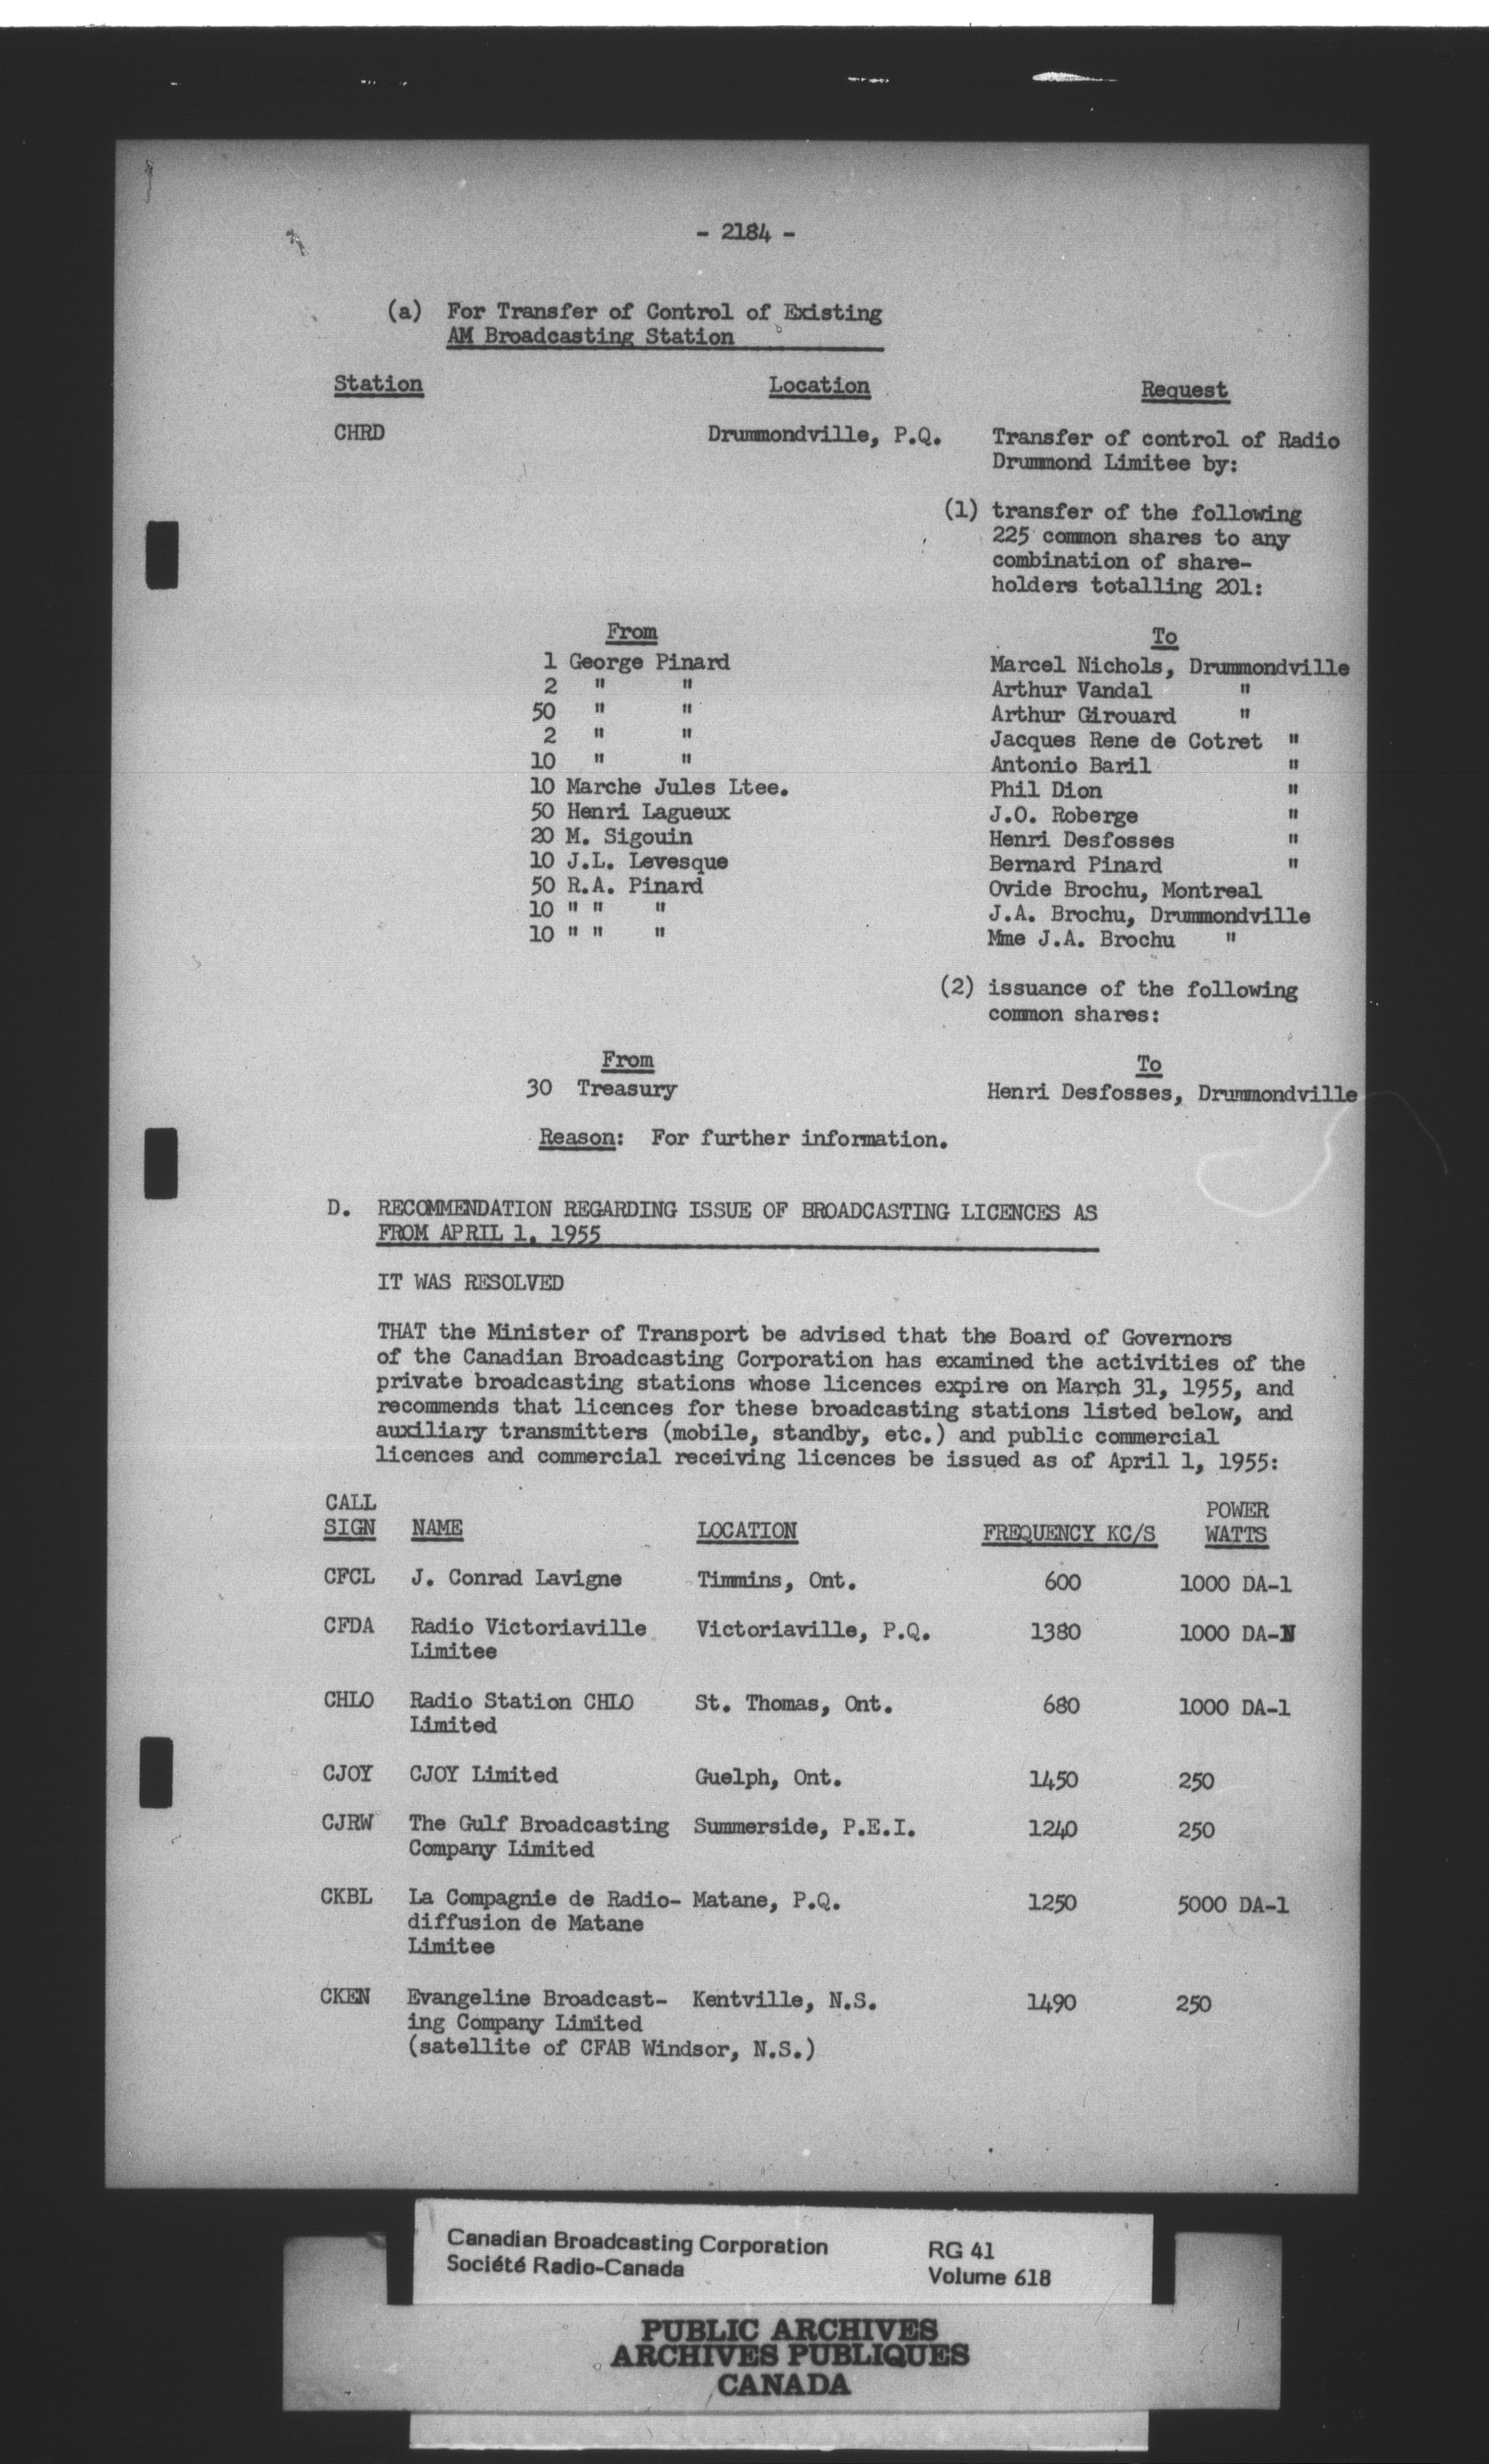 - 2184 -
(a) For Transfer of Control of Existing
AM Broadcasting Station
Station Location Request
CHRD Drummondville, P.Q. Transfer of control of Radio
Drummond Limitee by:
(1) transfer of the following
225 common shares to any
combination of share-
holders totalling 201:
From To
1 George Pinard Marcel Nichols, Drummondville
2 " " Arthur Vandal "
50 " " Arthur Girouard "
2 " " Jacques Rene de Cotret "
10 " " Antonio Baril "
10 Marche Jules Ltee. Phil Dion "
50 Henri Lagueux J.O. Roberge "
20 M. Sigouin Henri Desfosses "
10 J.L. Levesque Bernard Pinard "
50 R.A. Pinard Ovide Brochu, Montreal
10 " " " J.A. Brochu, Drummondville
10 " " " Mme J.A. Brochu "
(2) issuance of the following
common shares:
From To
30 Treasury Henri Desfosses, Drummondville
Reason: For further information.
D. RECOMMENDATION REGARDING ISSUE OF BROADCASTING LICENCES AS
FROM APRIL 1, 1955
IT WAS RESOLVED
THAT the Minister of Transport be advised that the Board of Governors
of the Canadian Broadcasting Corporation has examined the activities of the
private broadcasting stations whose licences expire on March 31, 1955, and
recommends that licences for these broadcasting stations listed below, and
auxiliary transmitters (mobile, standby, etc.) and public commercial
licences and commercial receiving licences be issued as of April 1, 1955:
CALL POWER
SIGN NAME LOCATION FREQUENCY KC/S WATTS
CFCL J. Conrad Lavigne Timmins, Ont. 600 1000 DA-1
CFDA Radio Victoriaville Victoriaville, P.Q. 1380 1000 DA-N
Limitee
CHLO Radio Station CHLO St. Thomas, Ont. 680 1000 DA-1
Limited
CJOY CJOY Limited Guelph, Ont. 1450 250
CJRW The Gulf Broadcasting Summerside, P.E.I. 1240 250
Company Limited
CKBL La Compagnie de Radio- Matane, P.Q. 1250 5000 DA-1
diffusion de Matane
Limitee
CKEN Evangeline Broadcast- Kentville, N.S. 1490 250
ing Company Limited
(satellite of CFAB Windsor, N.S.)
Canadian Broadcasting Corporation RG 41
Société Radio-Canada Volume 618
PUBLIC ARCHIVES
ARCHIVES PUBLIQUES
CANADA